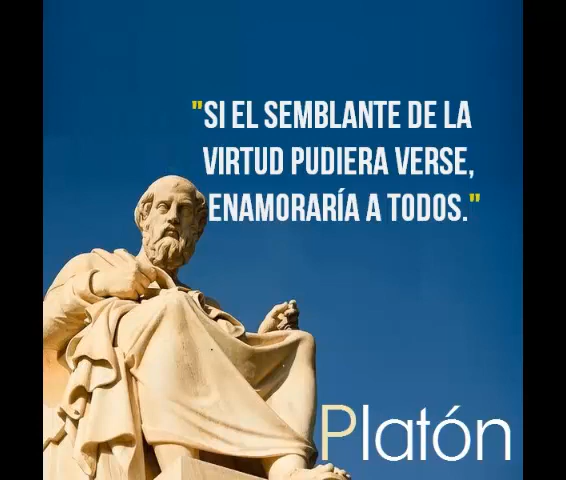 "SI EL SEMBLANTE DE LA
VIRTUD PUDIERA VERSE,
ENAMORARÍA A TODOS."
Platón